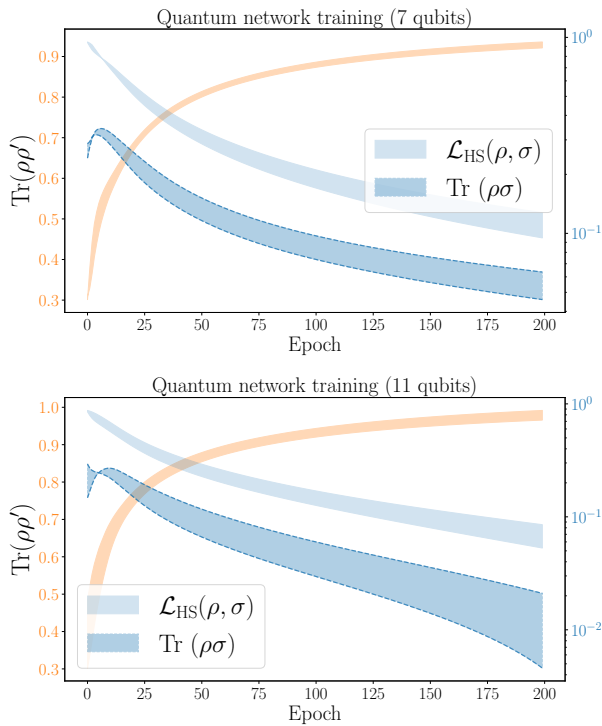 Quantum network training (7 qubits)
Tr(ρρ′)
0.9
0.8
0.7
0.6
0.5
0.4
0.3
10⁰
10⁻¹
𝓛HS(ρ, σ)
Tr (ρσ)
0 25 50 75 100 125 150 175 200
Epoch
Quantum network training (11 qubits)
Tr(ρρ′)
1.0
0.9
0.8
0.7
0.6
0.5
0.4
0.3
10⁰
10⁻¹
10⁻²
𝓛HS(ρ, σ)
Tr (ρσ)
0 25 50 75 100 125 150 175 200
Epoch